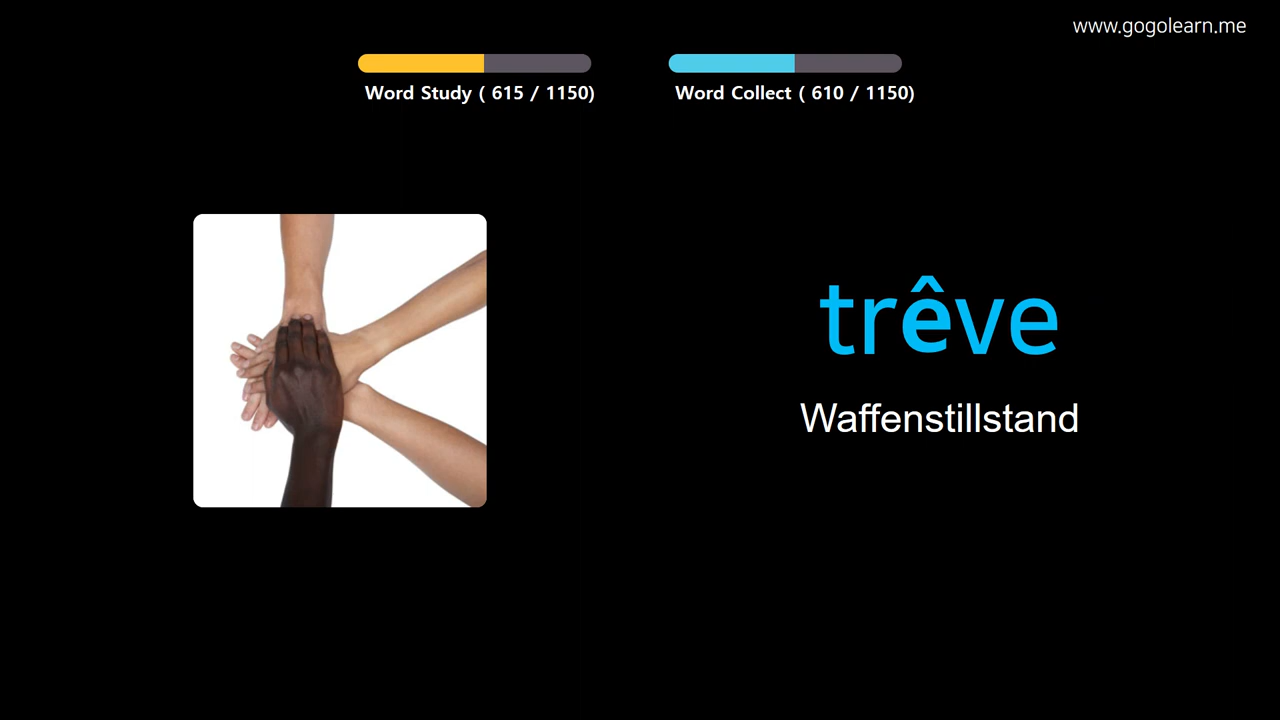 www.gogolearn.me
Word Study ( 615 / 1150)
Word Collect ( 610 / 1150)
trêve
Waffenstillstand